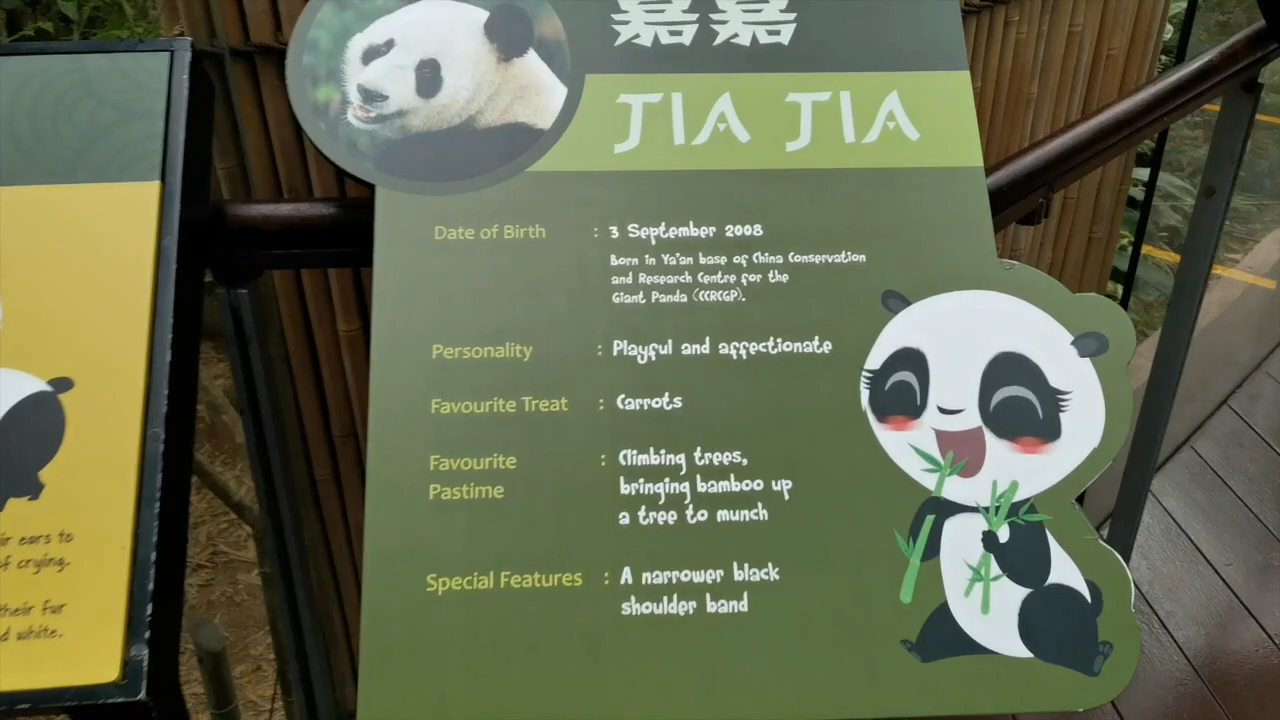 嘉嘉
JIA JIA
Date of Birth : 3 September 2008
Born in Ya'an base of China Conservation
and Research Centre for the
Giant Panda (CCRCGP).
Personality : Playful and affectionate
Favourite Treat : Carrots
Favourite : Climbing trees,
Pastime bringing bamboo up
a tree to munch
Special Features : A narrower black
shoulder band
ears to
of crying.
their fur
white.